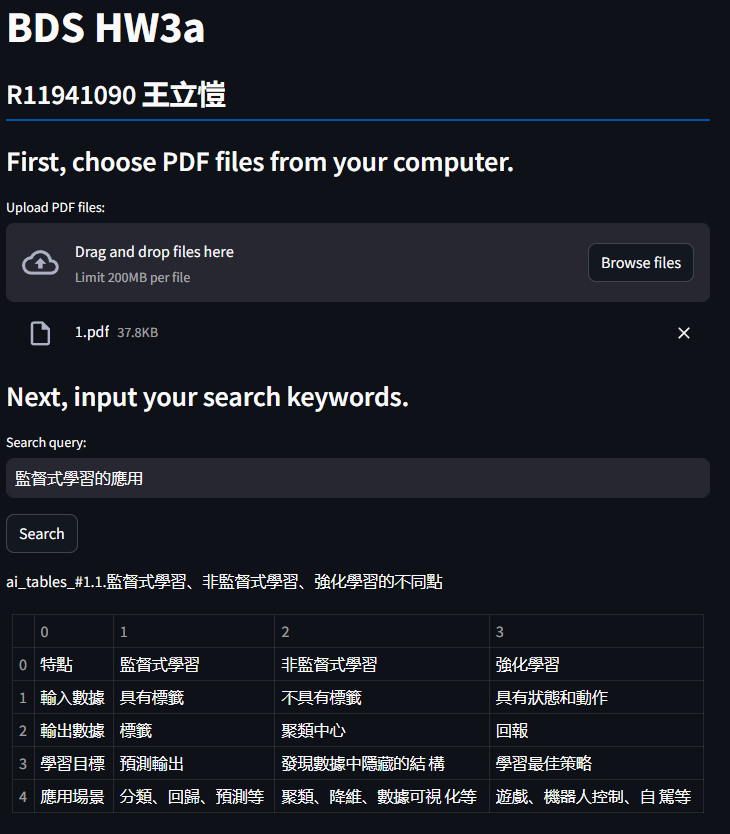 BDS HW3a
R11941090 王立愷
First, choose PDF files from your computer.
Upload PDF files:
Drag and drop files here
Limit 200MB per file
Browse files
1.pdf 37.8KB
Next, input your search keywords.
Search query:
監督式學習的應用
Search
ai_tables_#1.1.監督式學習、非監督式學習、強化學習的不同點
0 1 2 3
0 特點 監督式學習 非監督式學習 強化學習
1 輸入數據 具有標籤 不具有標籤 具有狀態和動作
2 輸出數據 標籤 聚類中心 回報
3 學習目標 預測輸出 發現數據中隱藏的結 構 學習最佳策略
4 應用場景 分類、回歸、預測等 聚類、降維、數據可視 化等 遊戲、機器人控制、自 駕等